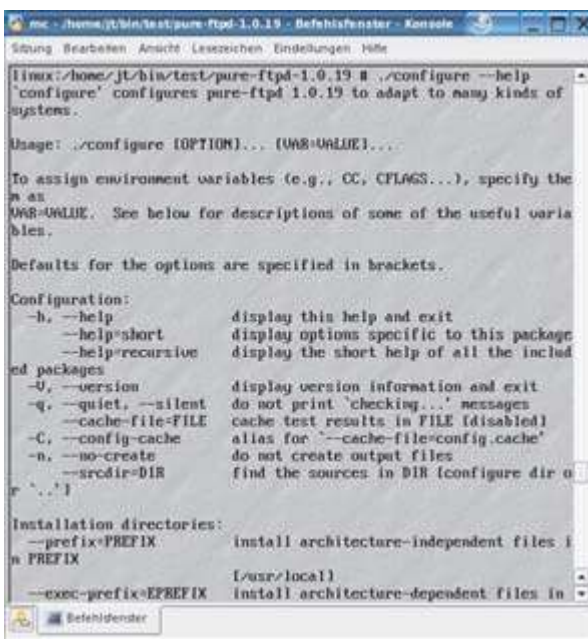 mc - /home/jt/bin/test/pure-ftpd-1.0.19 - Befehlsfenster - Konsole
Sitzung Bearbeiten Ansicht Lesezeichen Einstellungen Hilfe
linux:/home/jt/bin/test/pure-ftpd-1.0.19 # ./configure --help
`configure' configures pure-ftpd 1.0.19 to adapt to many kinds of
systems.
Usage: ./configure [OPTION]... [VAR=VALUE]...
To assign environment variables (e.g., CC, CFLAGS...), specify the
m as
VAR=VALUE.  See below for descriptions of some of the useful varia
bles.
Defaults for the options are specified in brackets.
Configuration:
-h, --help display this help and exit
--help=short display options specific to this package
--help=recursive display the short help of all the includ
ed packages
-V, --version display version information and exit
-q, --quiet, --silent do not print `checking...' messages
--cache-file=FILE cache test results in FILE [disabled]
-C, --config-cache alias for `--cache-file=config.cache'
-n, --no-create do not create output files
--srcdir=DIR find the sources in DIR [configure dir o
r `..']
Installation directories:
--prefix=PREFIX install architecture-independent files i
n PREFIX
[/usr/local]
--exec-prefix=EPREFIX install architecture-dependent files in
Befehlsfenster